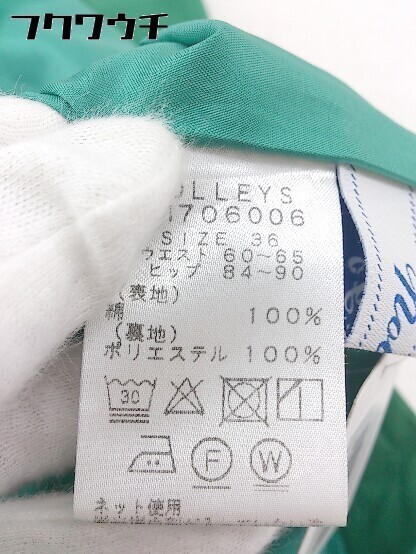 フクワウチ
OLLEYS
706006
SIZE 36
ウエスト 60～65
ヒップ 84～90
(表地)
綿 100%
(裏地)
ポリエステル 100%
30
F W
ネット使用